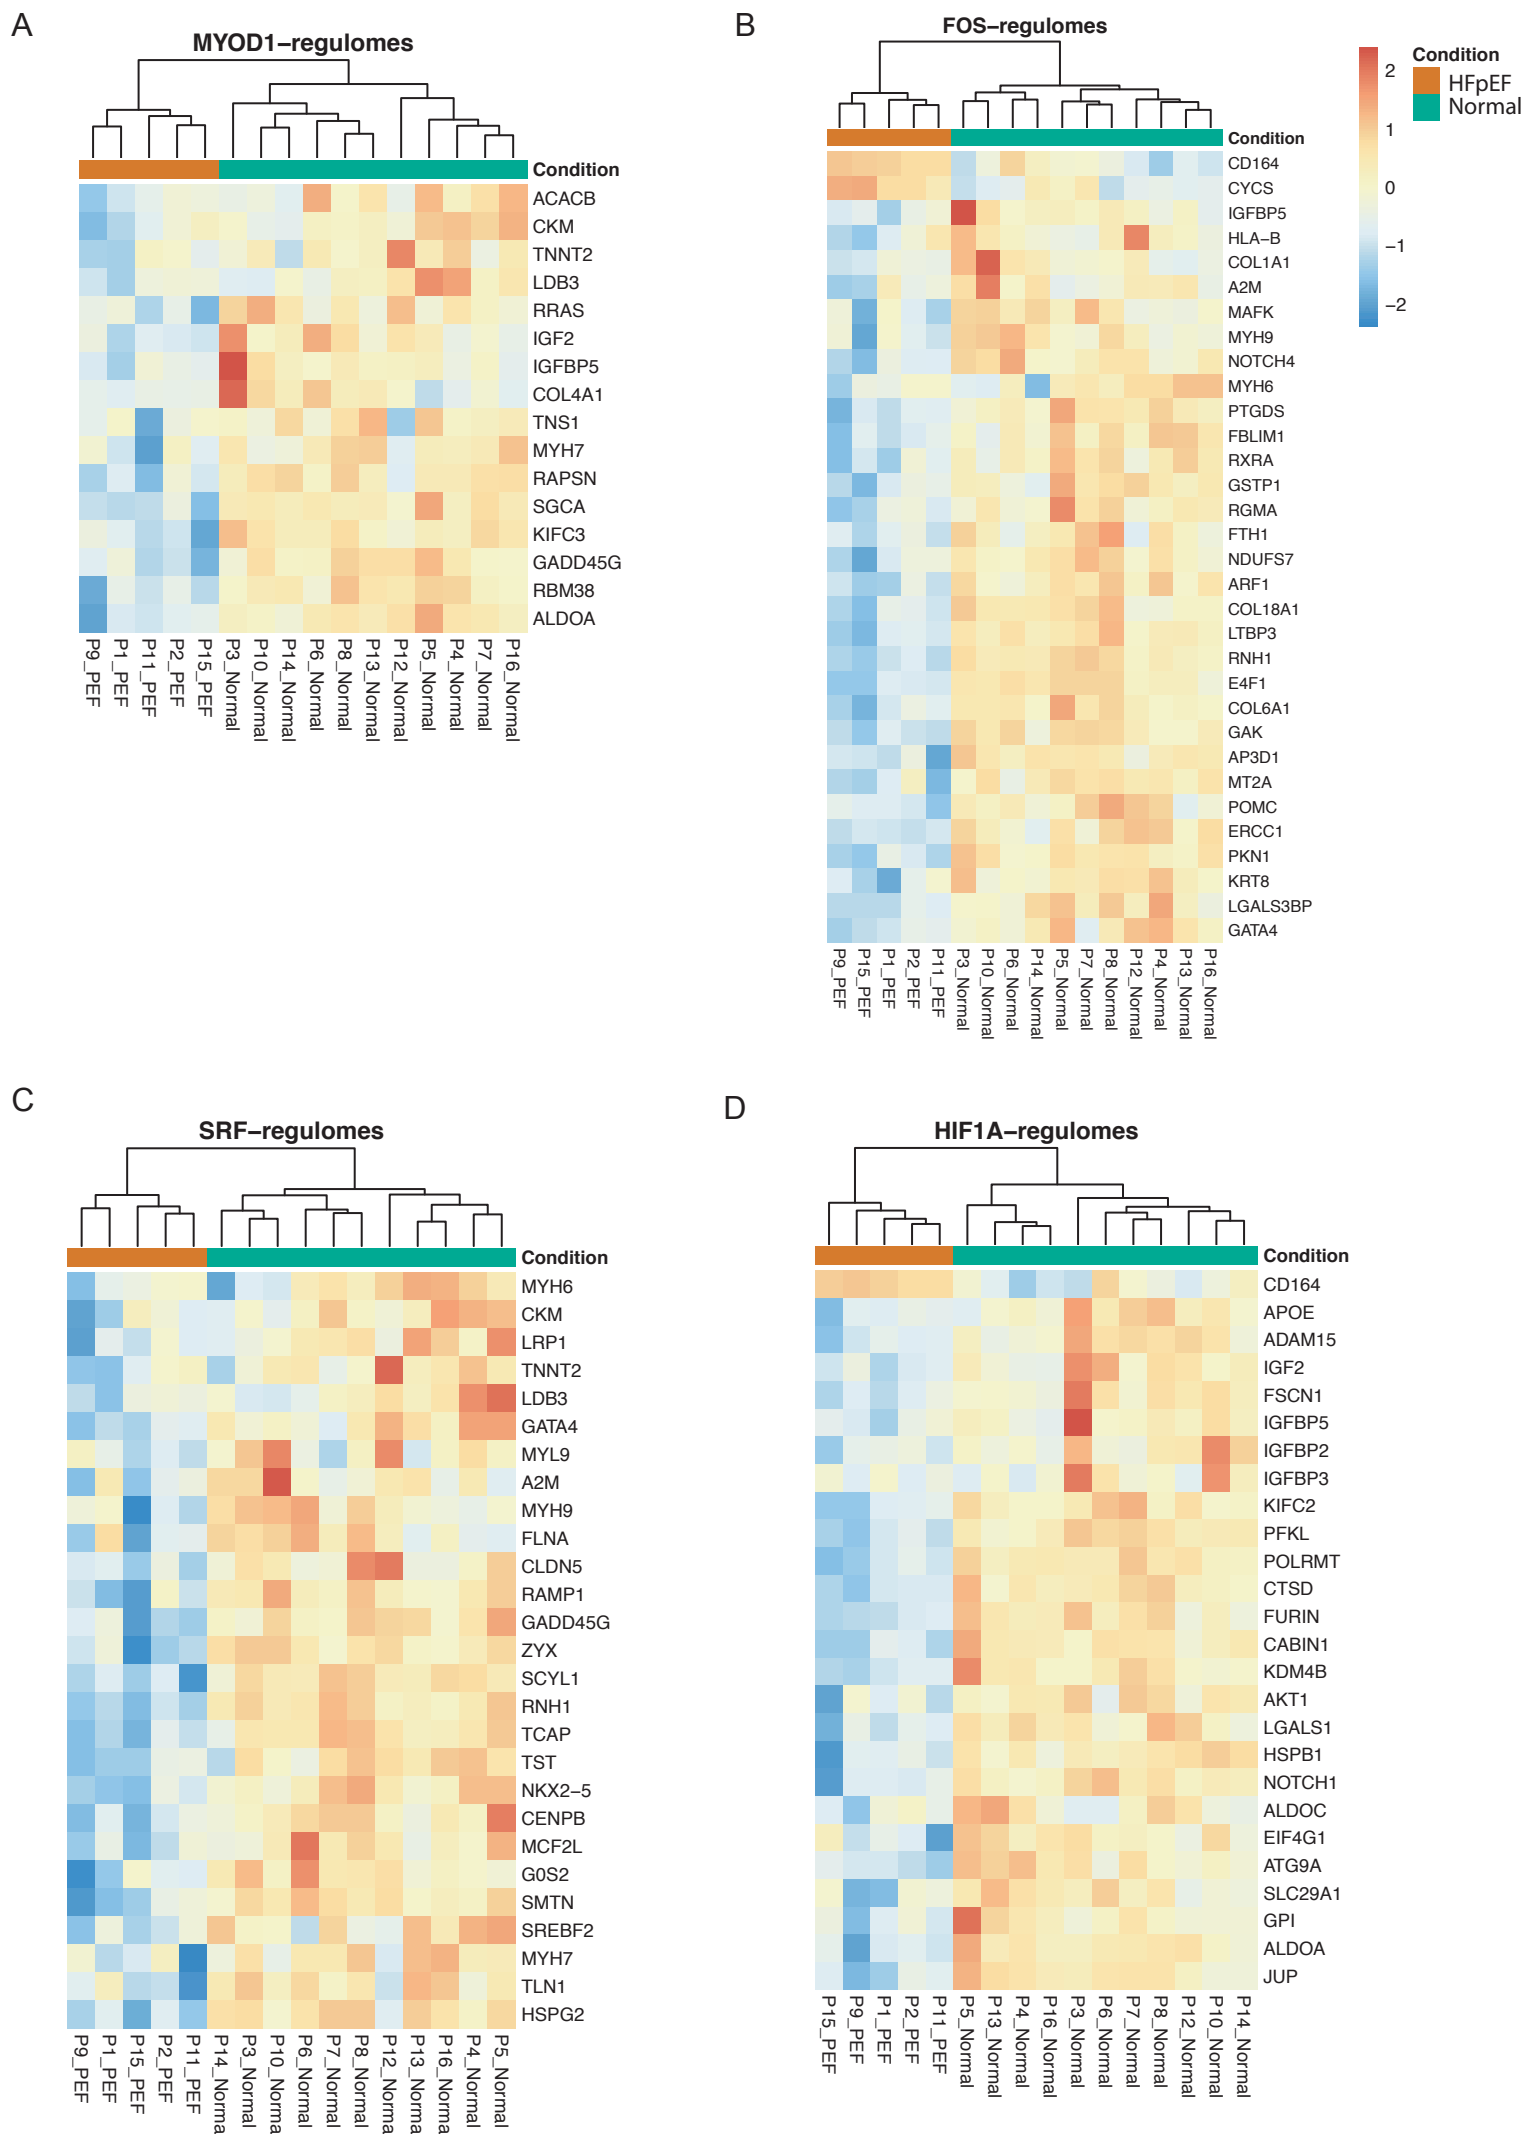 A
MYOD1–regulomes
Condition
ACACB
CKM
TNNT2
LDB3
RRAS
IGF2
IGFBP5
COL4A1
TNS1
MYH7
RAPSN
SGCA
KIFC3
GADD45G
RBM38
ALDOA
P9_PEF
P1_PEF
P11_PEF
P2_PEF
P15_PEF
P3_Normal
P10_Normal
P14_Normal
P6_Normal
P8_Normal
P13_Normal
P12_Normal
P5_Normal
P4_Normal
P7_Normal
P16_Normal
B
FOS–regulomes
Condition
CD164
CYCS
IGFBP5
HLA–B
COL1A1
A2M
MAFK
MYH9
NOTCH4
MYH6
PTGDS
FBLIM1
RXRA
GSTP1
RGMA
FTH1
NDUFS7
ARF1
COL18A1
LTBP3
RNH1
E4F1
COL6A1
GAK
AP3D1
MT2A
POMC
ERCC1
PKN1
KRT8
LGALS3BP
GATA4
P9_PEF
P15_PEF
P1_PEF
P2_PEF
P11_PEF
P3_Normal
P10_Normal
P6_Normal
P14_Normal
P5_Normal
P7_Normal
P8_Normal
P12_Normal
P4_Normal
P13_Normal
P16_Normal
2
1
0
−1
−2
Condition
HFpEF
Normal
C
SRF–regulomes
Condition
MYH6
CKM
LRP1
TNNT2
LDB3
GATA4
MYL9
A2M
MYH9
FLNA
CLDN5
RAMP1
GADD45G
ZYX
SCYL1
RNH1
TCAP
TST
NKX2–5
CENPB
MCF2L
G0S2
SMTN
SREBF2
MYH7
TLN1
HSPG2
P9_PEF
P1_PEF
P15_PEF
P2_PEF
P11_PEF
P14_Norma
P3_Norma
P10_Norma
P6_Norma
P7_Norma
P8_Norma
P12_Norma
P13_Norma
P16_Norma
P4_Norma
P5_Norma
D
HIF1A–regulomes
Condition
CD164
APOE
ADAM15
IGF2
FSCN1
IGFBP5
IGFBP2
IGFBP3
KIFC2
PFKL
POLRMT
CTSD
FURIN
CABIN1
KDM4B
AKT1
LGALS1
HSPB1
NOTCH1
ALDOC
EIF4G1
ATG9A
SLC29A1
GPI
ALDOA
JUP
P15_PEF
P9_PEF
P1_PEF
P2_PEF
P11_PEF
P5_Normal
P13_Normal
P4_Normal
P16_Normal
P3_Normal
P6_Normal
P7_Normal
P8_Normal
P12_Normal
P10_Normal
P14_Normal